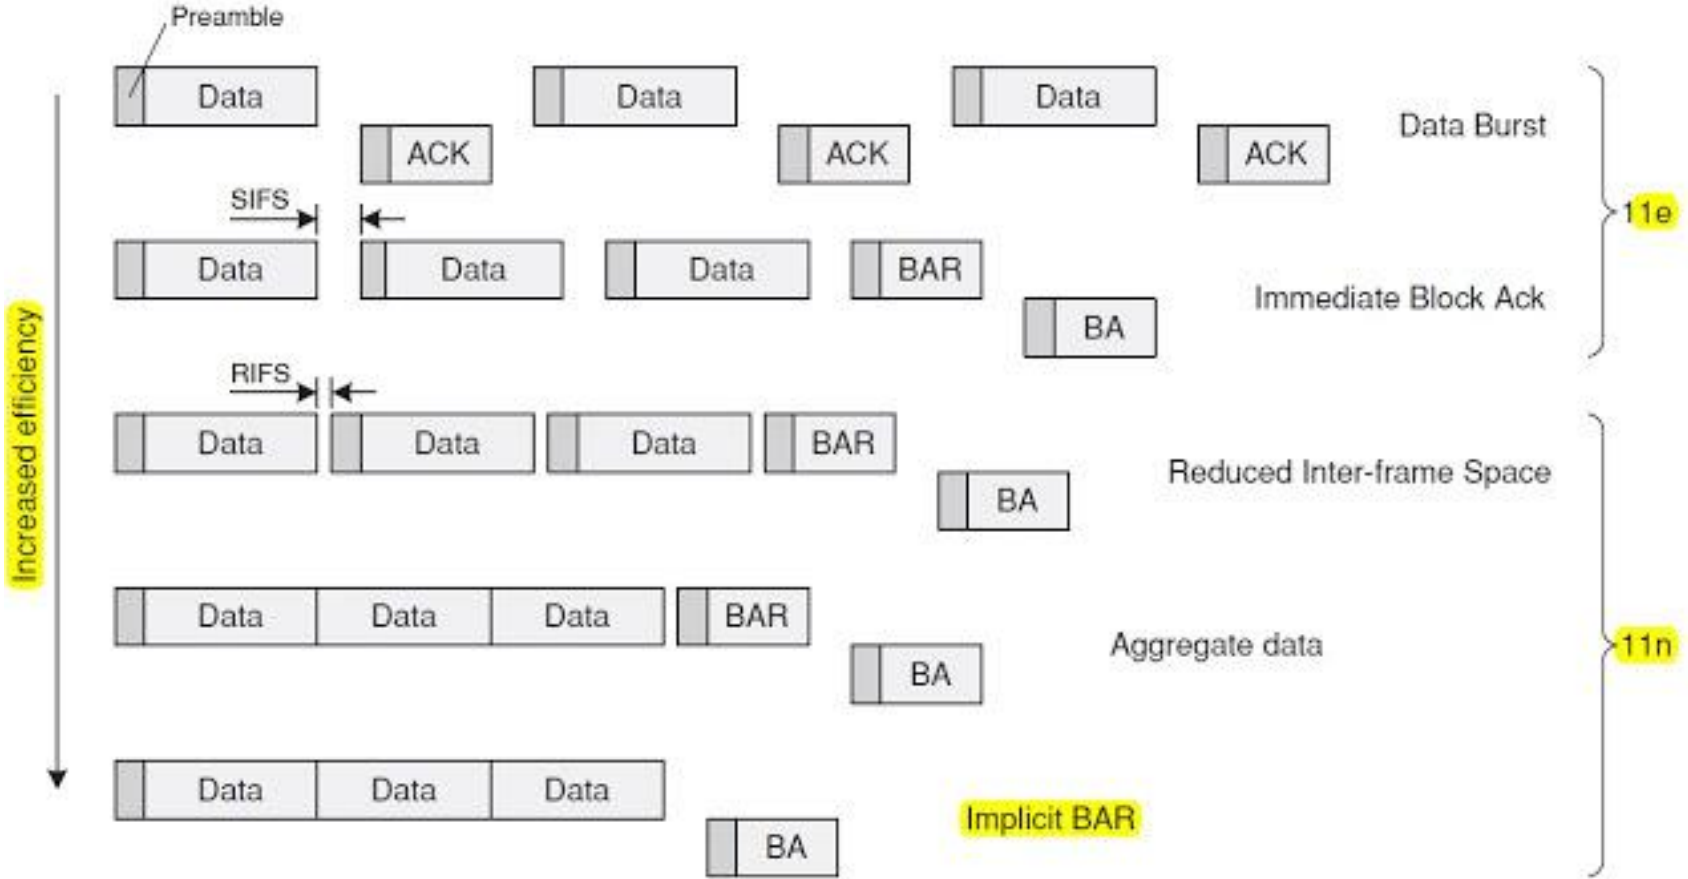 Preamble
Data
Data
Data
Data Burst
ACK
ACK
ACK
SIFS
11e
Data
Data
Data
BAR
Immediate Block Ack
BA
Increased efficiency
RIFS
Data
Data
Data
BAR
Reduced Inter-frame Space
BA
Data
Data
Data
BAR
Aggregate data
11n
BA
Data
Data
Data
Implicit BAR
BA